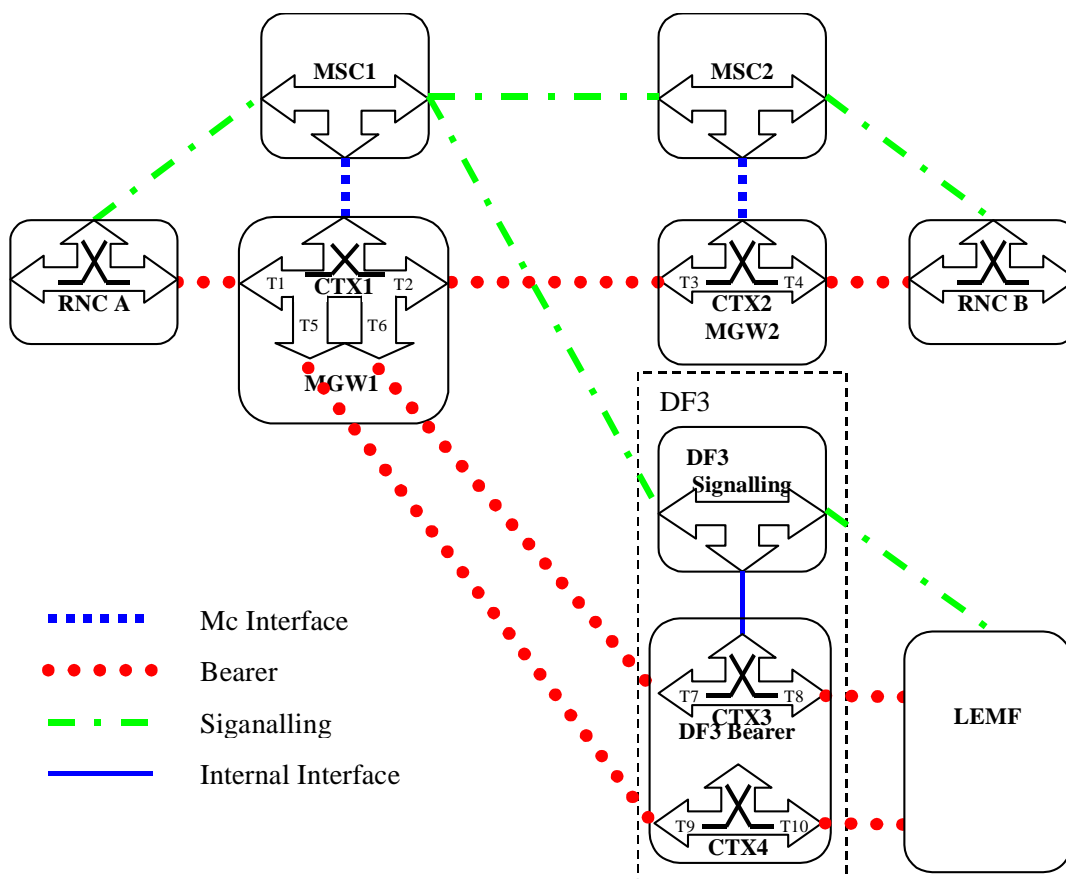 MSC1
MSC2
T1
CTX1
T2
T3
T4
RNC A
CTX2
RNC B
T5
T6
MGW2
MGW1
DF3
DF3
Signalling
Mc Interface
Bearer
T7
T8
CTX3
LEMF
Siganalling
DF3 Bearer
Internal Interface
T9
T10
CTX4